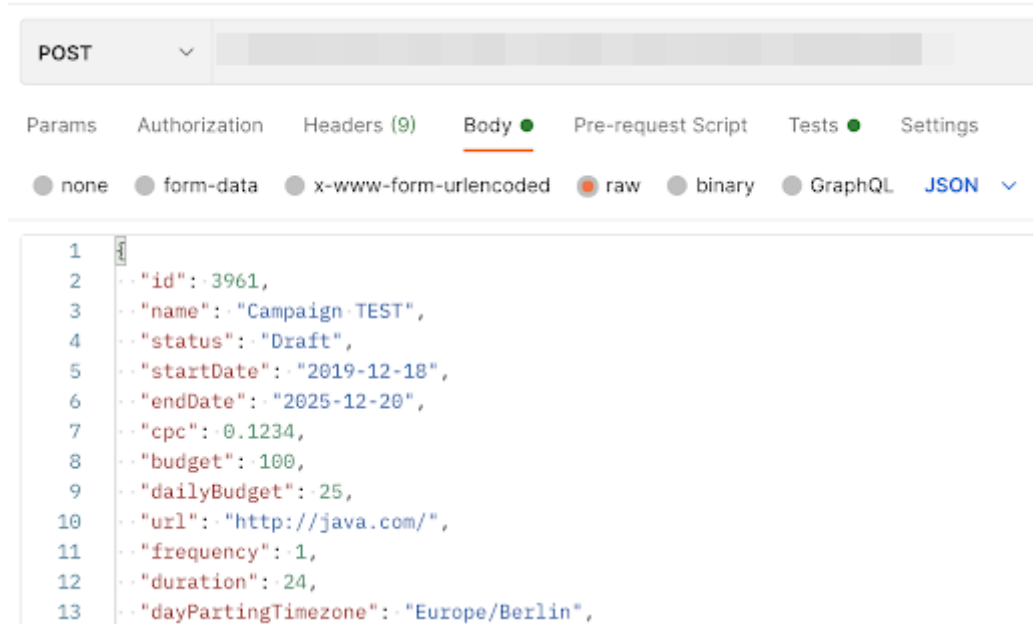 POST
Params Authorization Headers (9) Body Pre-request Script Tests Settings
none form-data x-www-form-urlencoded raw binary GraphQL JSON
1 {
2 "id": 3961,
3 "name": "Campaign TEST",
4 "status": "Draft",
5 "startDate": "2019-12-18",
6 "endDate": "2025-12-20",
7 "cpc": 0.1234,
8 "budget": 100,
9 "dailyBudget": 25,
10 "url": "http://java.com/",
11 "frequency": 1,
12 "duration": 24,
13 "dayPartingTimezone": "Europe/Berlin",